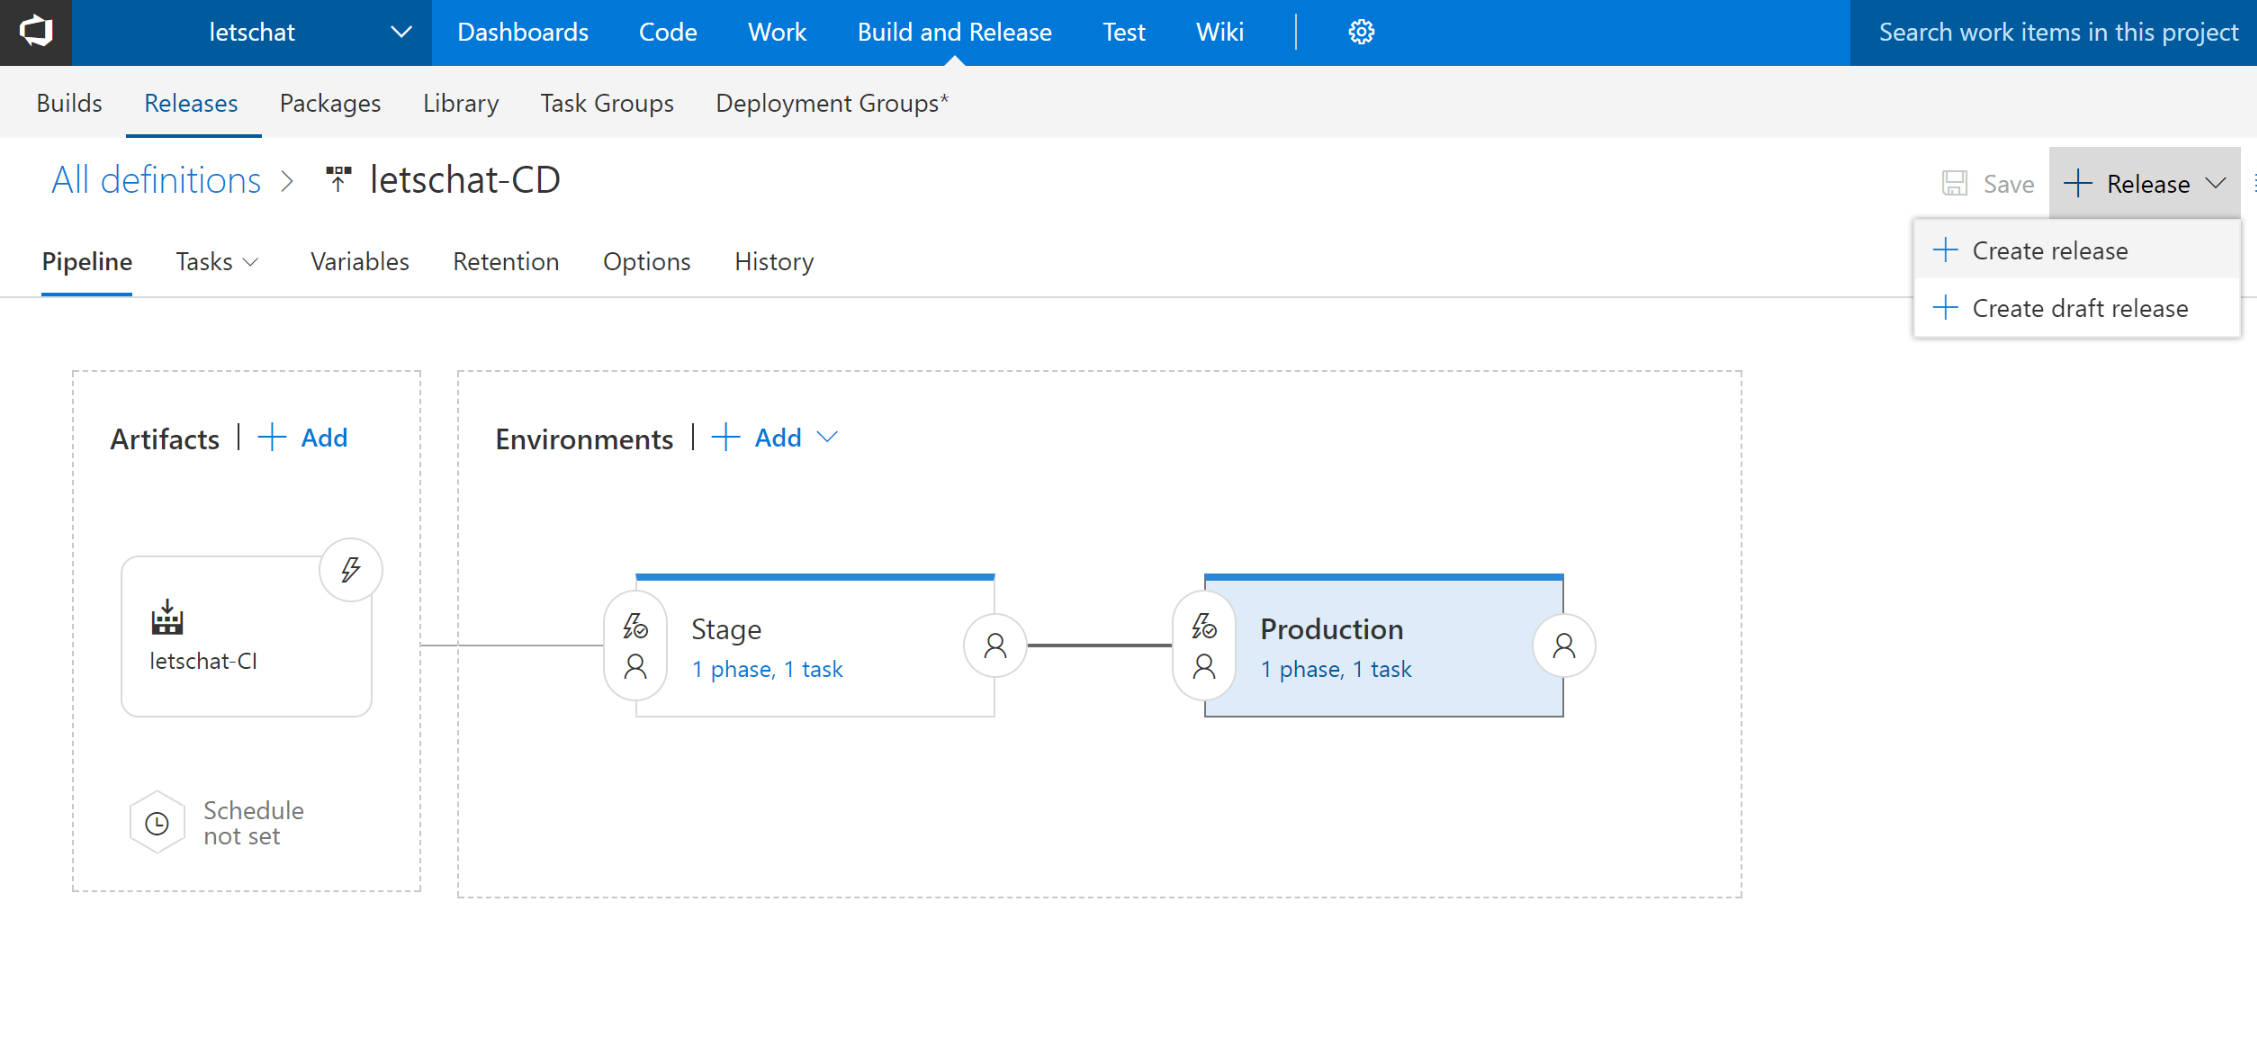 letschat
Dashboards Code Work Build and Release Test Wiki
Search work items in this project
Builds Releases Packages Library Task Groups Deployment Groups*
All definitions > letschat-CD
Save + Release
+ Create release
+ Create draft release
Pipeline Tasks Variables Retention Options History
Artifacts | + Add
Environments | + Add
letschat-CI
Stage
1 phase, 1 task
Production
1 phase, 1 task
Schedule
not set